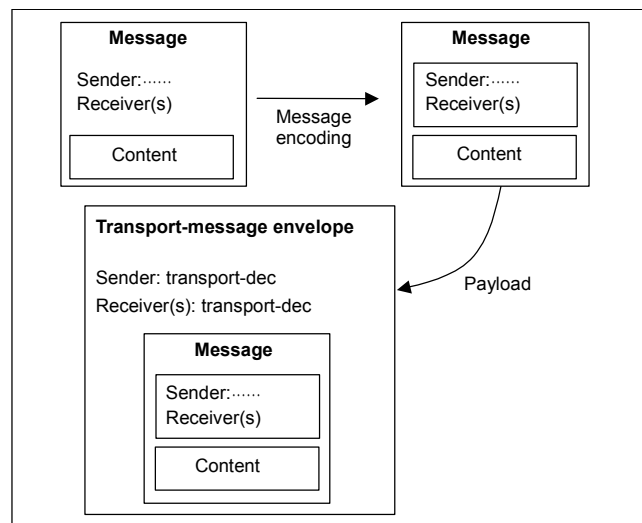 Message
Sender:······
Receiver(s)
Content
Message
encoding
Message
Sender:······
Receiver(s)
Content
Payload
Transport-message envelope
Sender: transport-dec
Receiver(s): transport-dec
Message
Sender:······
Receiver(s)
Content